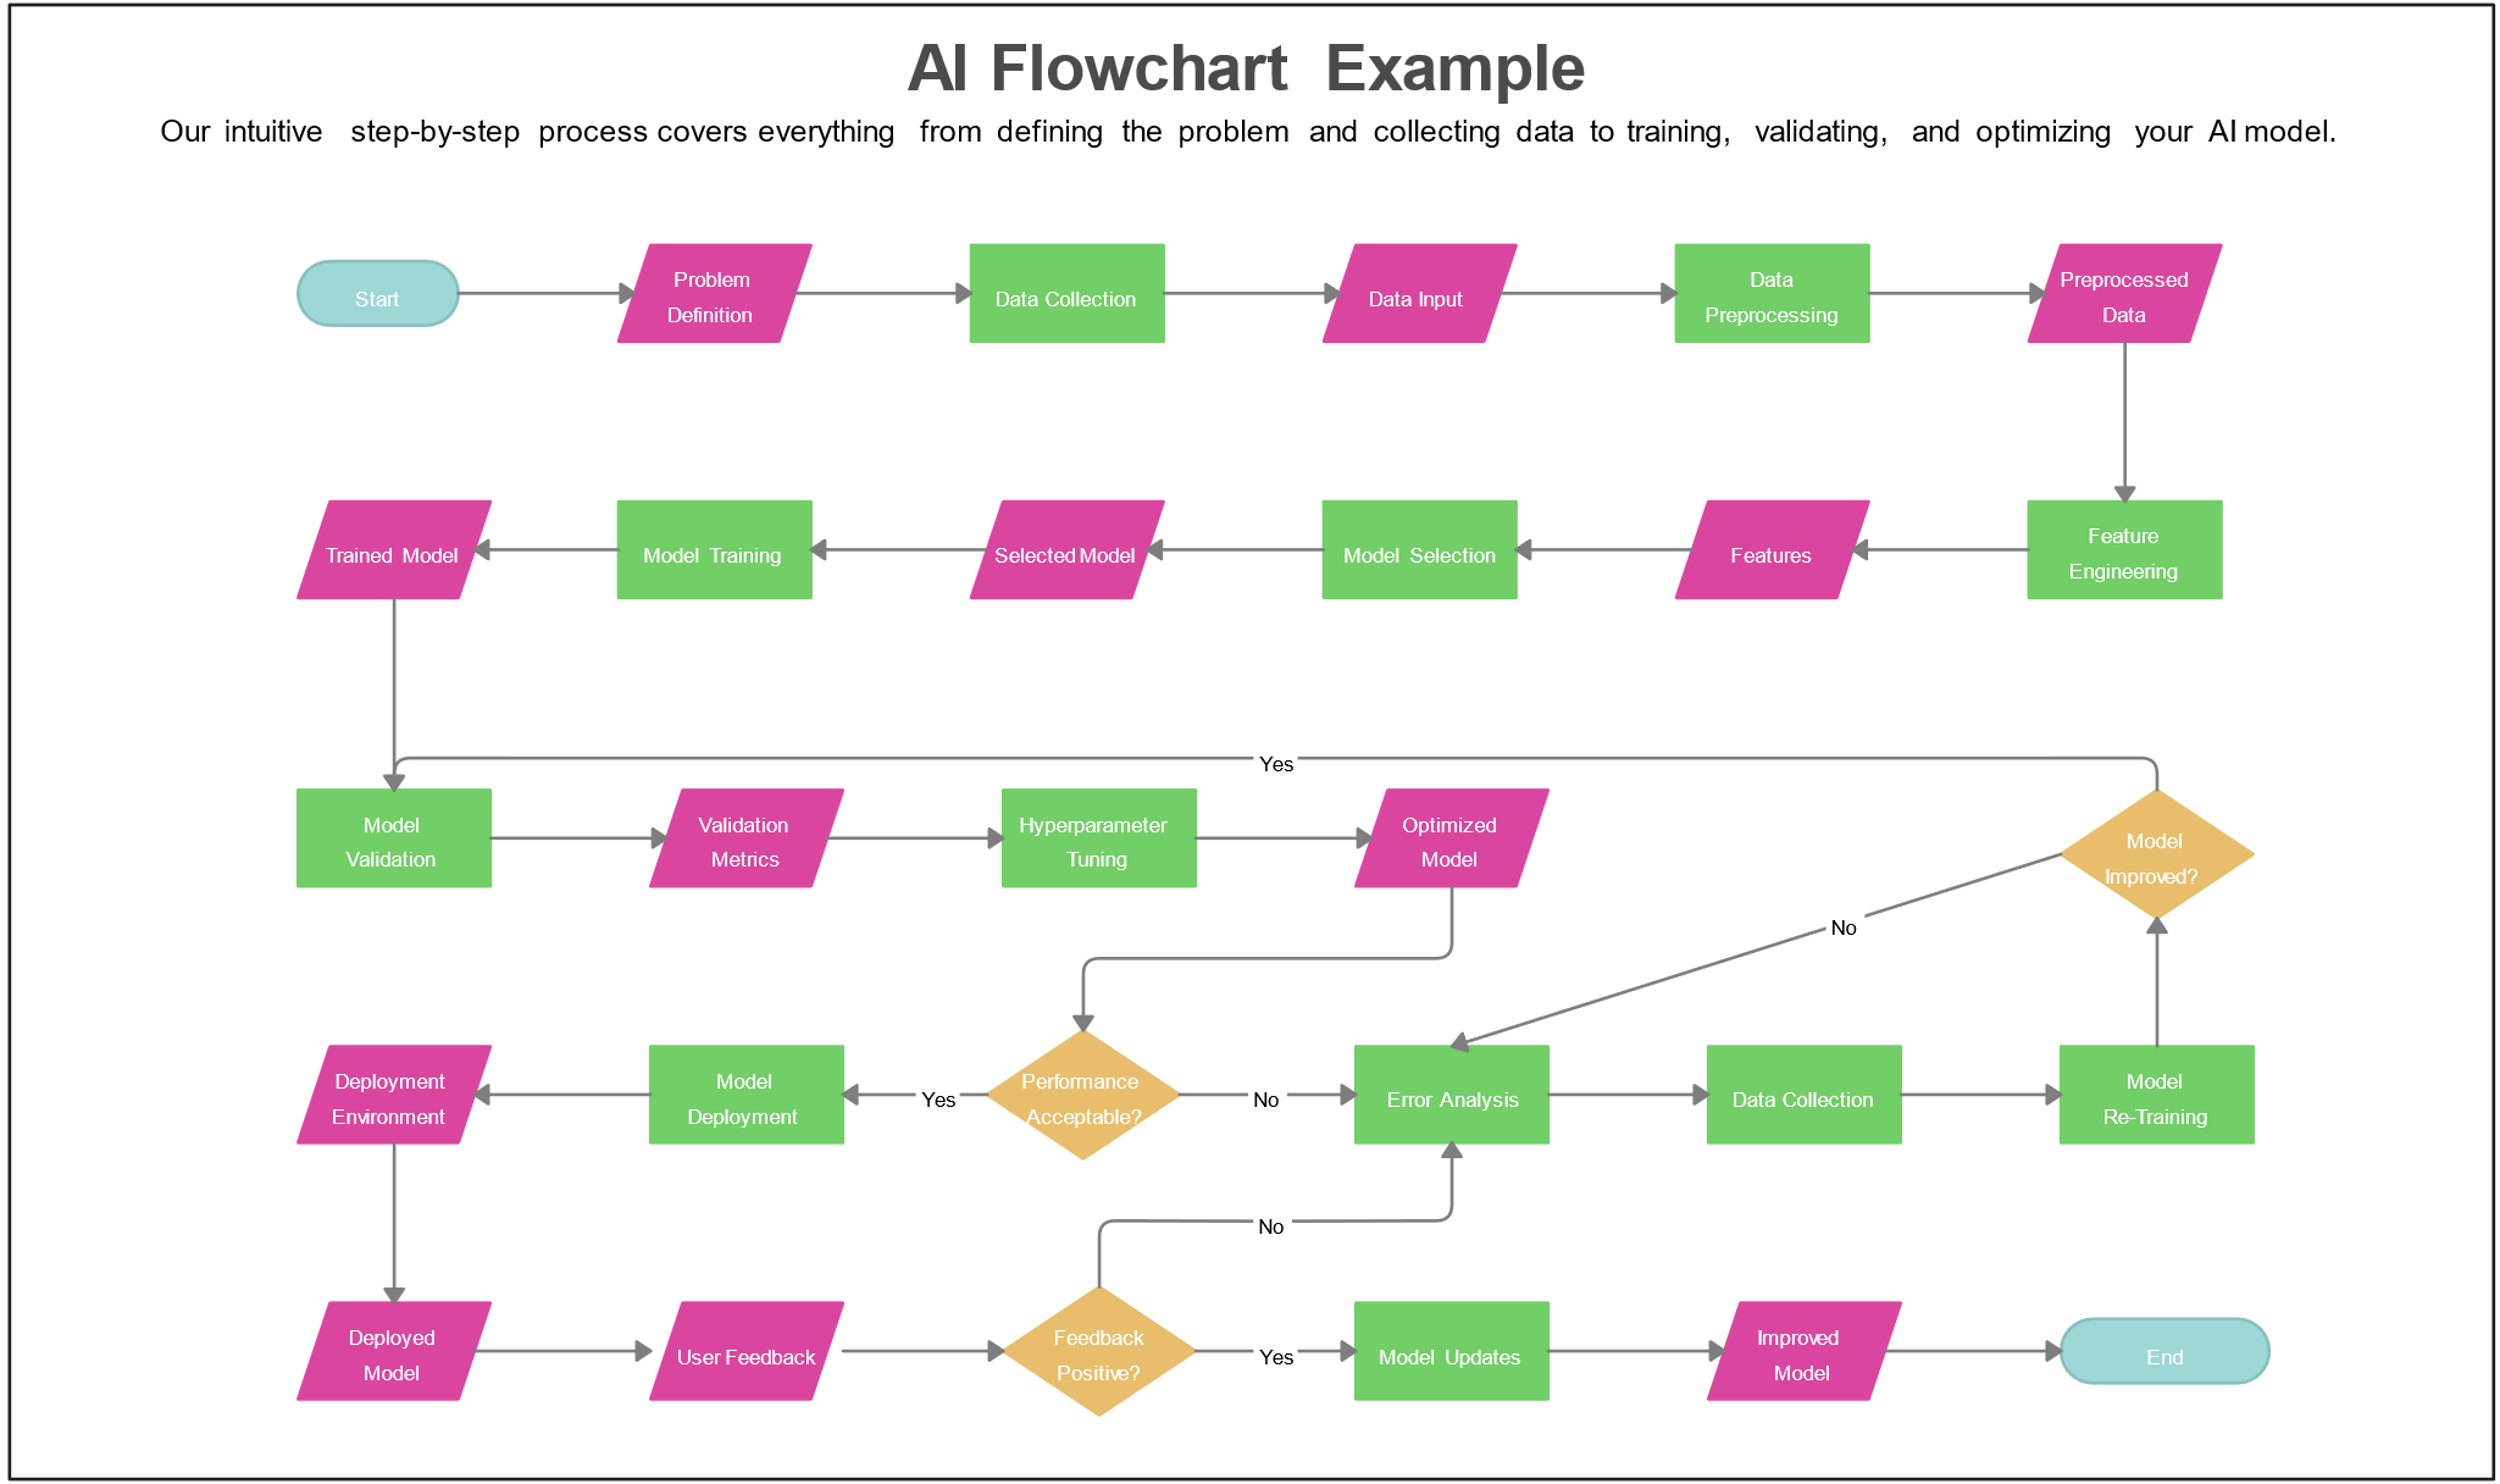 AI Flowchart Example
Our intuitive step-by-step process covers everything from defining the problem and collecting data to training, validating, and optimizing your AI model.
Start
Problem
Definition
Data Collection
Data Input
Data
Preprocessing
Preprocessed
Data
Trained Model
Model Training
Selected Model
Model Selection
Features
Feature
Engineering
Yes
Model
Validation
Validation
Metrics
Hyperparameter
Tuning
Optimized
Model
Model
Improved?
No
Deployment
Environment
Model
Deployment
Yes
Performance
Acceptable?
No
Error Analysis
Data Collection
Model
Re-Training
No
Deployed
Model
User Feedback
Feedback
Positive?
Yes
Model Updates
Improved
Model
End